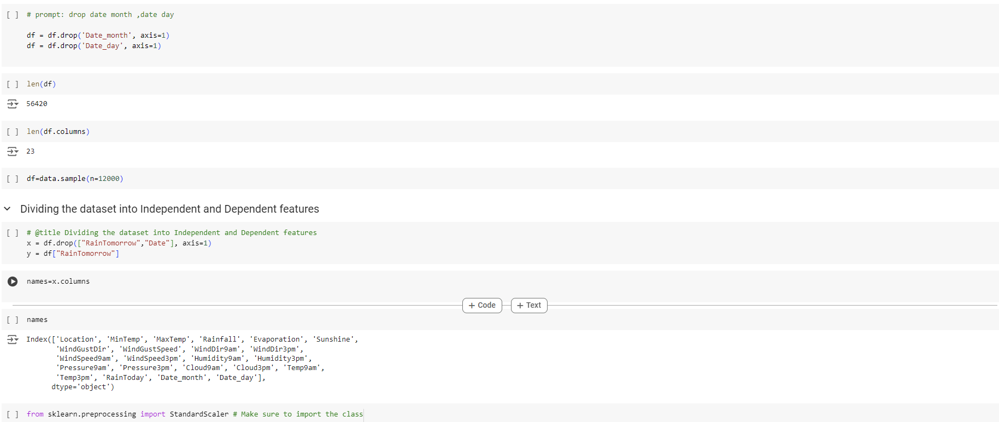 [ ] # prompt: drop date month ,date day
df = df.drop('Date_month', axis=1)
df = df.drop('Date_day', axis=1)
[ ] len(df)
56420
[ ] len(df.columns)
23
[ ] df=data.sample(n=12000)
Dividing the dataset into Independent and Dependent features
[ ] # @title Dividing the dataset into Independent and Dependent features
x = df.drop(["RainTomorrow","Date"], axis=1)
y = df["RainTomorrow"]
names=x.columns
+ Code + Text
[ ] names
Index(['Location', 'MinTemp', 'MaxTemp', 'Rainfall', 'Evaporation', 'Sunshine',
'WindGustDir', 'WindGustSpeed', 'WindDir9am', 'WindDir3pm',
'WindSpeed9am', 'WindSpeed3pm', 'Humidity9am', 'Humidity3pm',
'Pressure9am', 'Pressure3pm', 'Cloud9am', 'Cloud3pm', 'Temp9am',
'Temp3pm', 'RainToday', 'Date_month', 'Date_day'],
dtype='object')
[ ] from sklearn.preprocessing import StandardScaler # Make sure to import the class